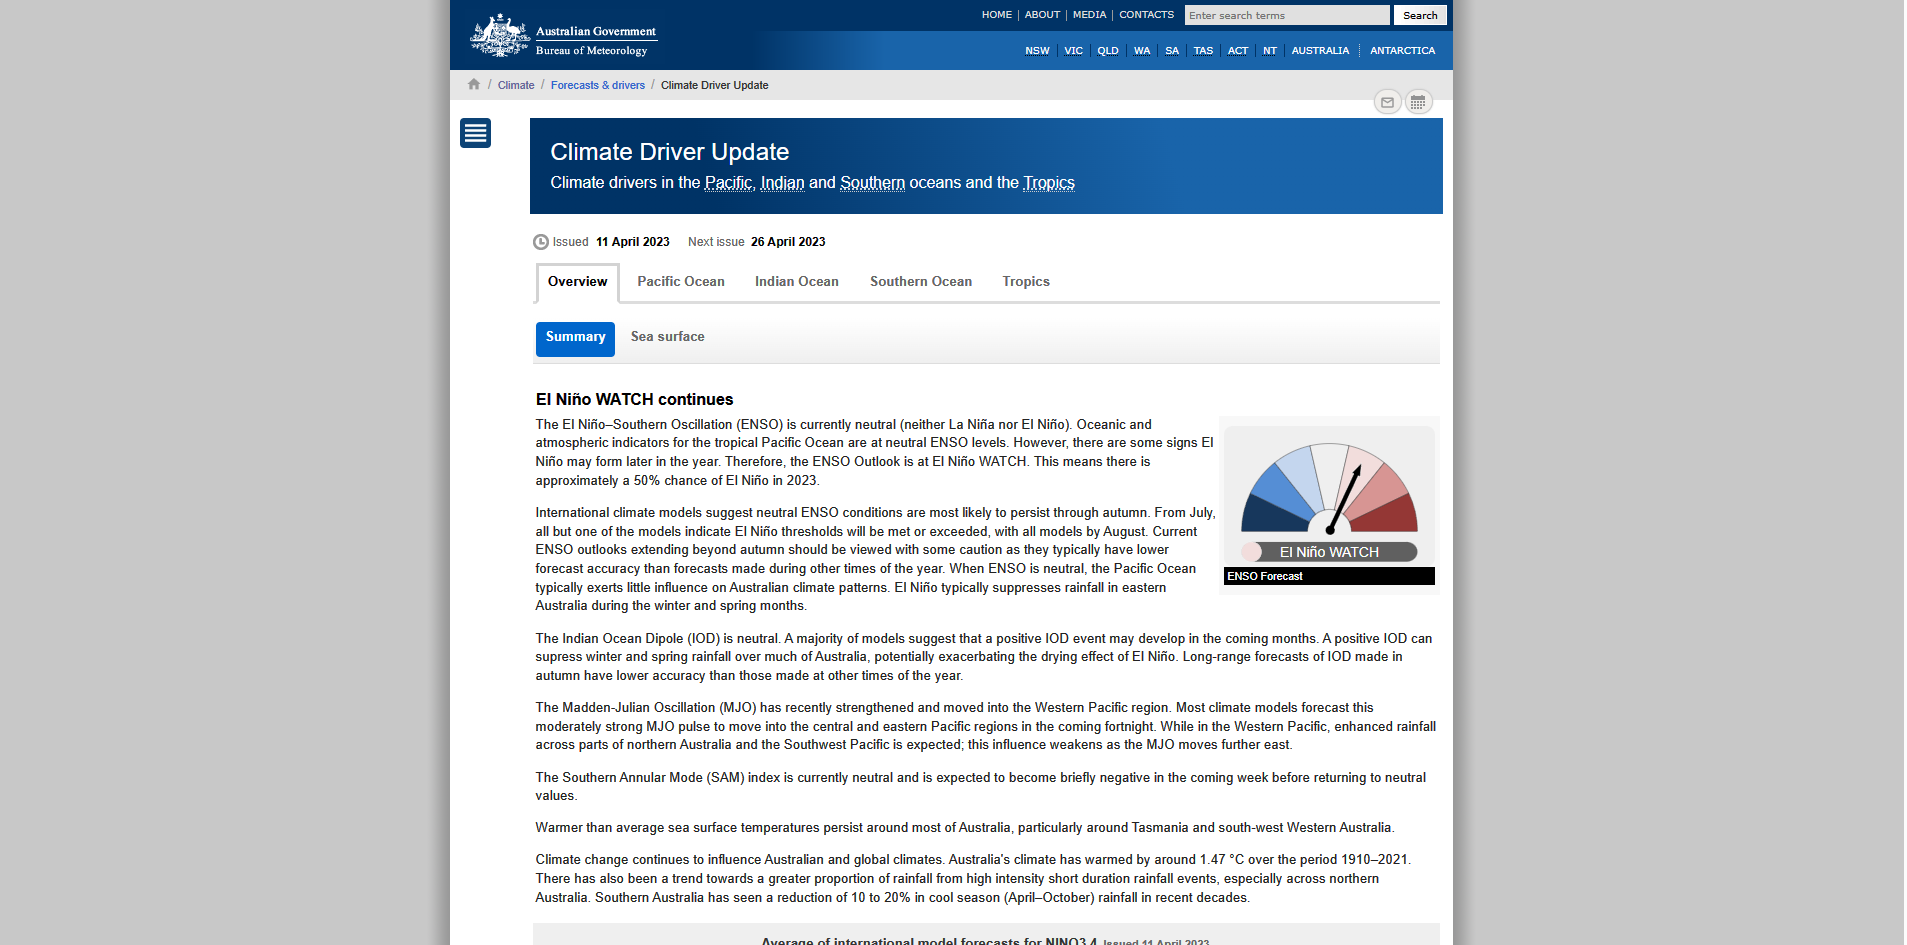 HOME | ABOUT | MEDIA | CONTACTS Enter search terms Search
Australian Government
Bureau of Meteorology
NSW VIC QLD WA SA TAS ACT NT AUSTRALIA ANTARCTICA
/ Climate / Forecasts & drivers / Climate Driver Update
Climate Driver Update
Climate drivers in the Pacific, Indian and Southern oceans and the Tropics
Issued 11 April 2023 Next issue 26 April 2023
Overview Pacific Ocean Indian Ocean Southern Ocean Tropics
Summary Sea surface
El Niño WATCH continues
The El Niño–Southern Oscillation (ENSO) is currently neutral (neither La Niña nor El Niño). Oceanic and
atmospheric indicators for the tropical Pacific Ocean are at neutral ENSO levels. However, there are some signs El
Niño may form later in the year. Therefore, the ENSO Outlook is at El Niño WATCH. This means there is
approximately a 50% chance of El Niño in 2023.
International climate models suggest neutral ENSO conditions are most likely to persist through autumn. From July,
all but one of the models indicate El Niño thresholds will be met or exceeded, with all models by August. Current
ENSO outlooks extending beyond autumn should be viewed with some caution as they typically have lower
forecast accuracy than forecasts made during other times of the year. When ENSO is neutral, the Pacific Ocean
typically exerts little influence on Australian climate patterns. El Niño typically suppresses rainfall in eastern
Australia during the winter and spring months.
El Niño WATCH
ENSO Forecast
The Indian Ocean Dipole (IOD) is neutral. A majority of models suggest that a positive IOD event may develop in the coming months. A positive IOD can
supress winter and spring rainfall over much of Australia, potentially exacerbating the drying effect of El Niño. Long-range forecasts of IOD made in
autumn have lower accuracy than those made at other times of the year.
The Madden-Julian Oscillation (MJO) has recently strengthened and moved into the Western Pacific region. Most climate models forecast this
moderately strong MJO pulse to move into the central and eastern Pacific regions in the coming fortnight. While in the Western Pacific, enhanced rainfall
across parts of northern Australia and the Southwest Pacific is expected; this influence weakens as the MJO moves further east.
The Southern Annular Mode (SAM) index is currently neutral and is expected to become briefly negative in the coming week before returning to neutral
values.
Warmer than average sea surface temperatures persist around most of Australia, particularly around Tasmania and south-west Western Australia.
Climate change continues to influence Australian and global climates. Australia's climate has warmed by around 1.47 °C over the period 1910–2021.
There has also been a trend towards a greater proportion of rainfall from high intensity short duration rainfall events, especially across northern
Australia. Southern Australia has seen a reduction of 10 to 20% in cool season (April–October) rainfall in recent decades.
Average of international model forecasts for NINO3.4 Issued 11 April 2023